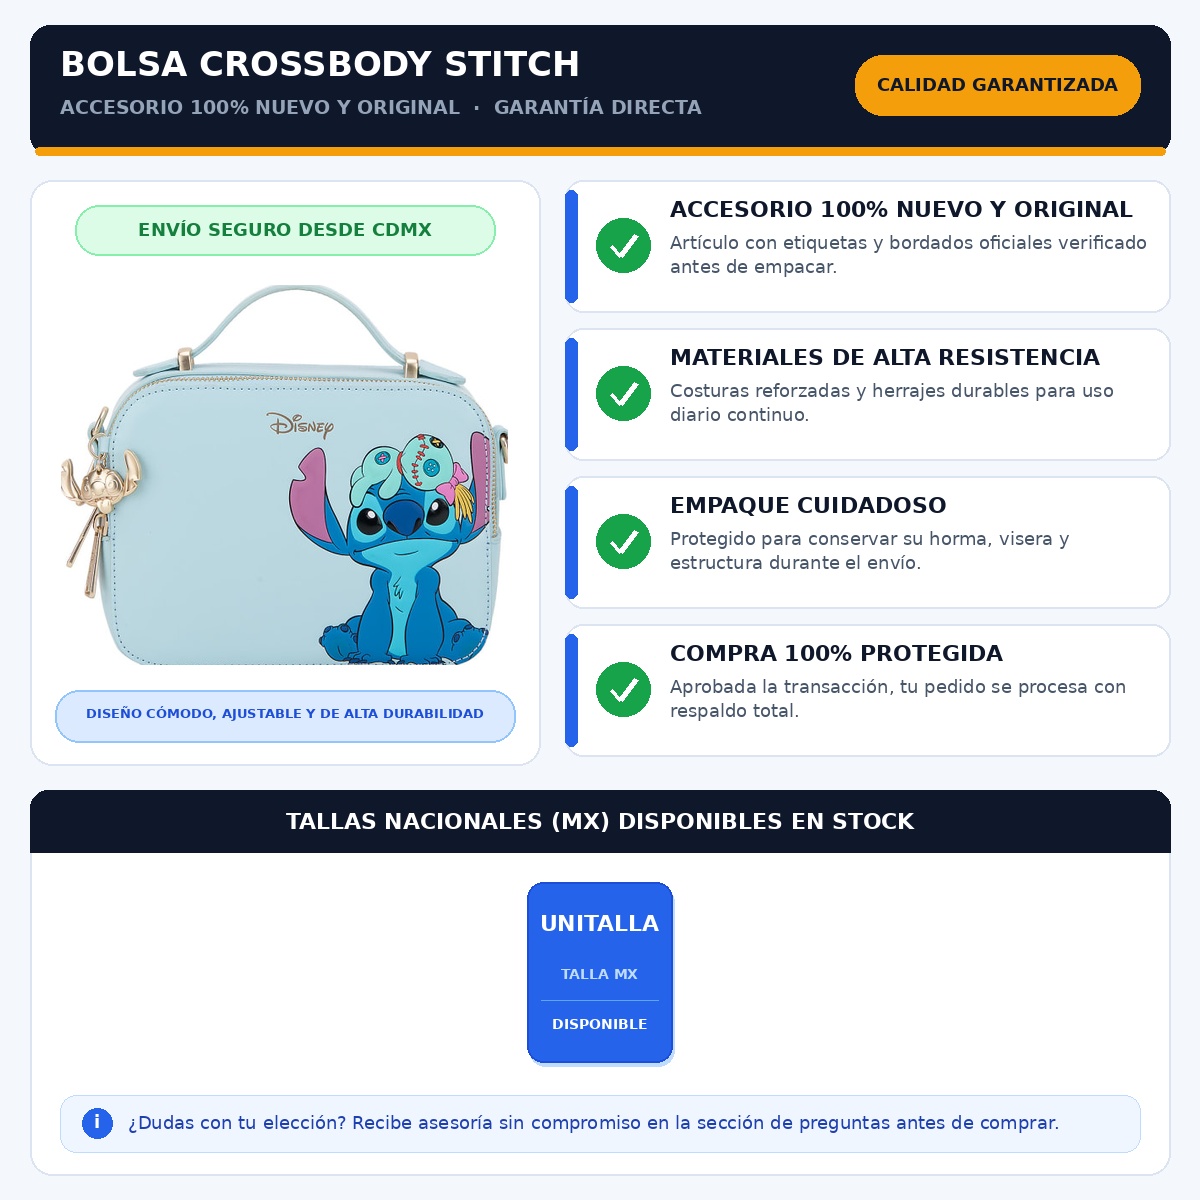 BOLSA CROSSBODY STITCH
ACCESORIO 100% NUEVO Y ORIGINAL · GARANTÍA DIRECTA
CALIDAD GARANTIZADA
ENVÍO SEGURO DESDE CDMX
Disney
DISEÑO CÓMODO, AJUSTABLE Y DE ALTA DURABILIDAD
ACCESORIO 100% NUEVO Y ORIGINAL
Artículo con etiquetas y bordados oficiales verificado
antes de empacar.
MATERIALES DE ALTA RESISTENCIA
Costuras reforzadas y herrajes durables para uso
diario continuo.
EMPAQUE CUIDADOSO
Protegido para conservar su horma, visera y
estructura durante el envío.
COMPRA 100% PROTEGIDA
Aprobada la transacción, tu pedido se procesa con
respaldo total.
TALLAS NACIONALES (MX) DISPONIBLES EN STOCK
UNITALLA
TALLA MX
DISPONIBLE
i
¿Dudas con tu elección? Recibe asesoría sin compromiso en la sección de preguntas antes de comprar.